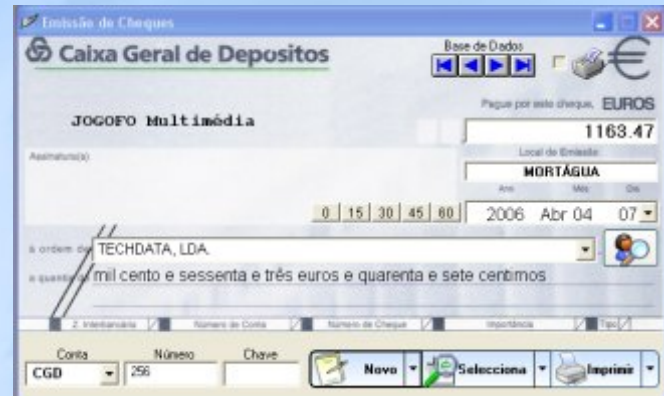 Emissão de Cheques
Caixa Geral de Depositos
Base de Dados
Pague por este cheque, EUROS
JOGOFO Multimédia
1163.47
Local de Emissão
Assinatura(s)
MORTÁGUA
Ano Mês Dia
0 15 30 45 60 2006 Abr 04 07
à ordem de TECHDATA, LDA.
a quantia mil cento e sessenta e três euros e quarenta e sete centimos
Z. Interbancária Número de Conta Número de Cheque Importância Tipo
Conta Número Chave
CGD 256
Novo Selecciona Imprimir